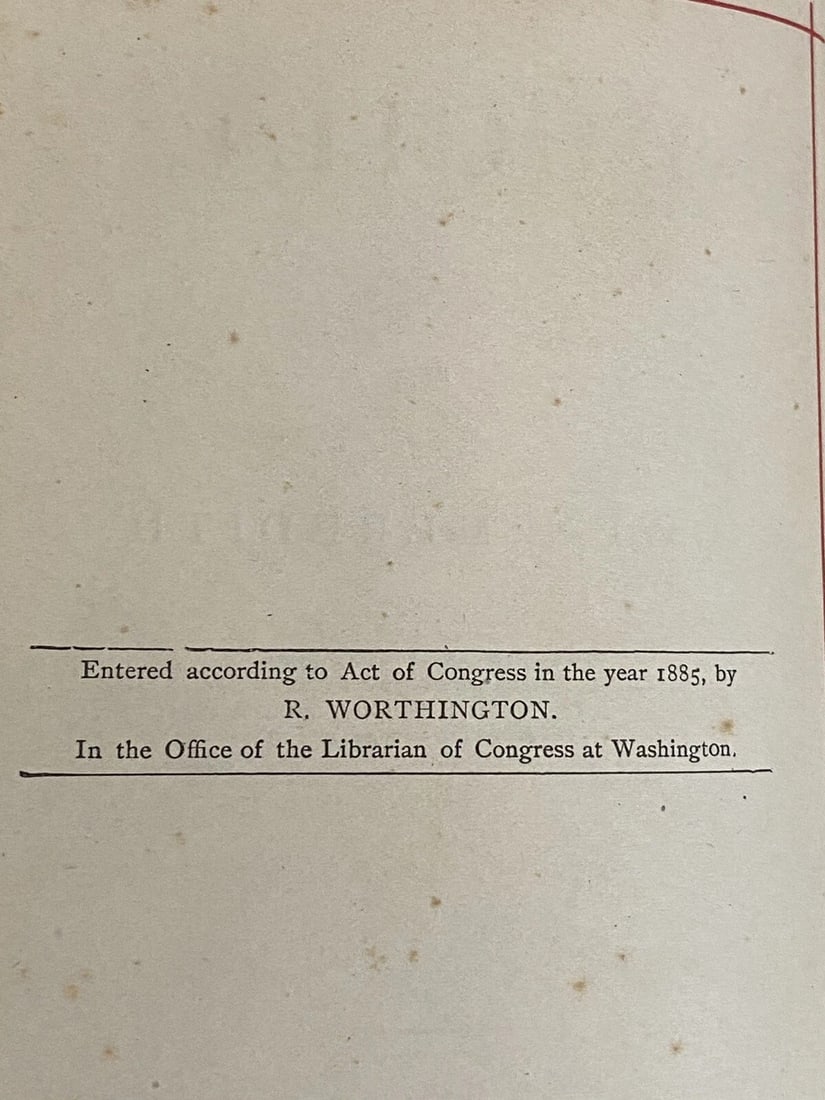 Entered according to Act of Congress in the year 1885, by
R. WORTHINGTON.
In the Office of the Librarian of Congress at Washington.